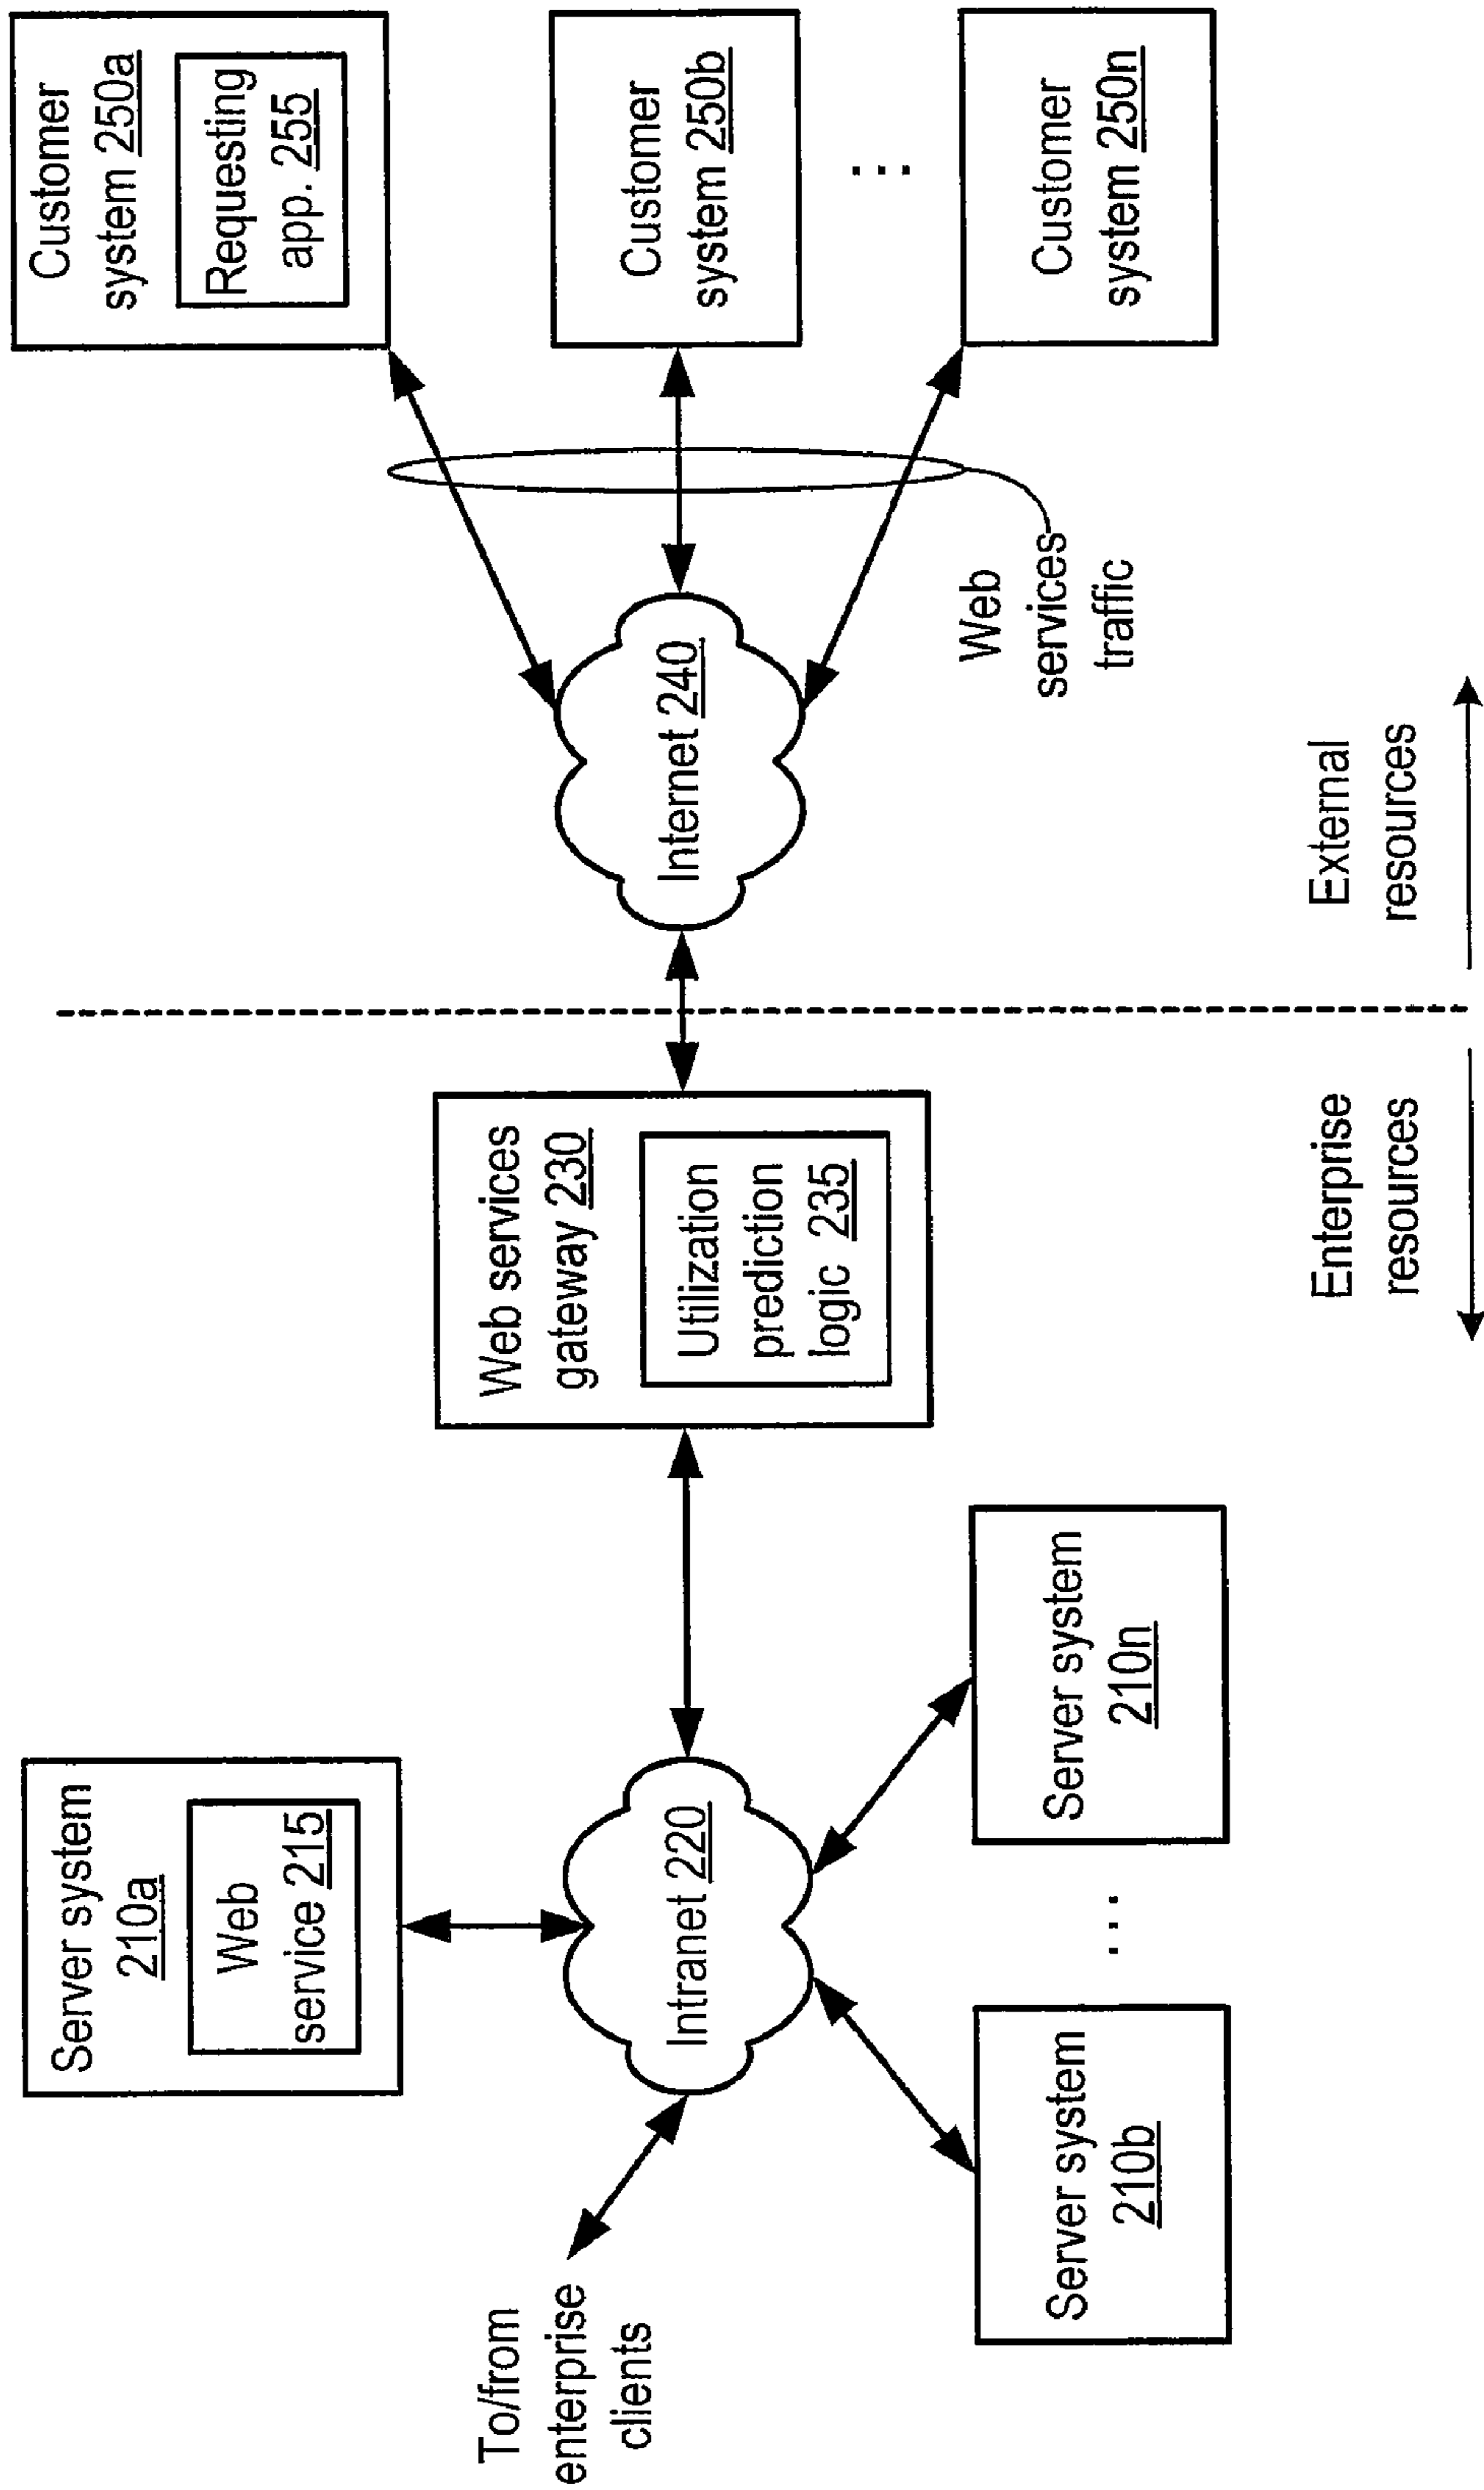 Server system
210a
Web
service 215
To/from
enterprise
clients
Intranet 220
Server system
210b
...
Server system
210n
Web services
gateway 230
Utilization
prediction
logic 235
Internet 240
Web
services
traffic
Customer
system 250a
Requesting
app. 255
Customer
system 250b
...
Customer
system 250n
Enterprise
resources
External
resources